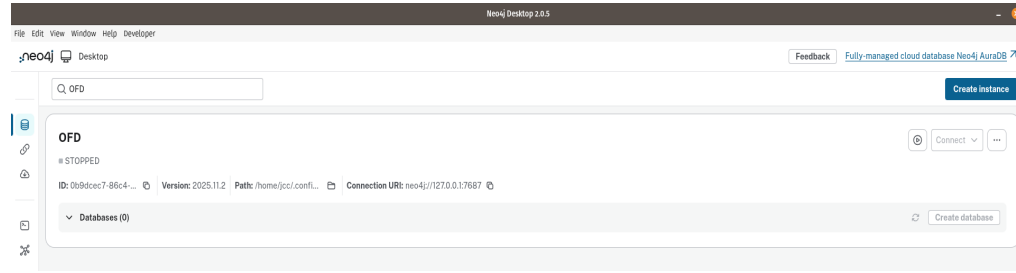 Neo4j Desktop 2.0.5
File Edit View Window Help Developer
neo4j Desktop Feedback Fully-managed cloud database Neo4j AuraDB
OFD Create instance
OFD Connect
STOPPED
ID: 0b9dcec7-86c4-... Version: 2025.11.2 Path: /home/jcc/.confi... Connection URI: neo4j://127.0.0.1:7687
Databases (0) Create database